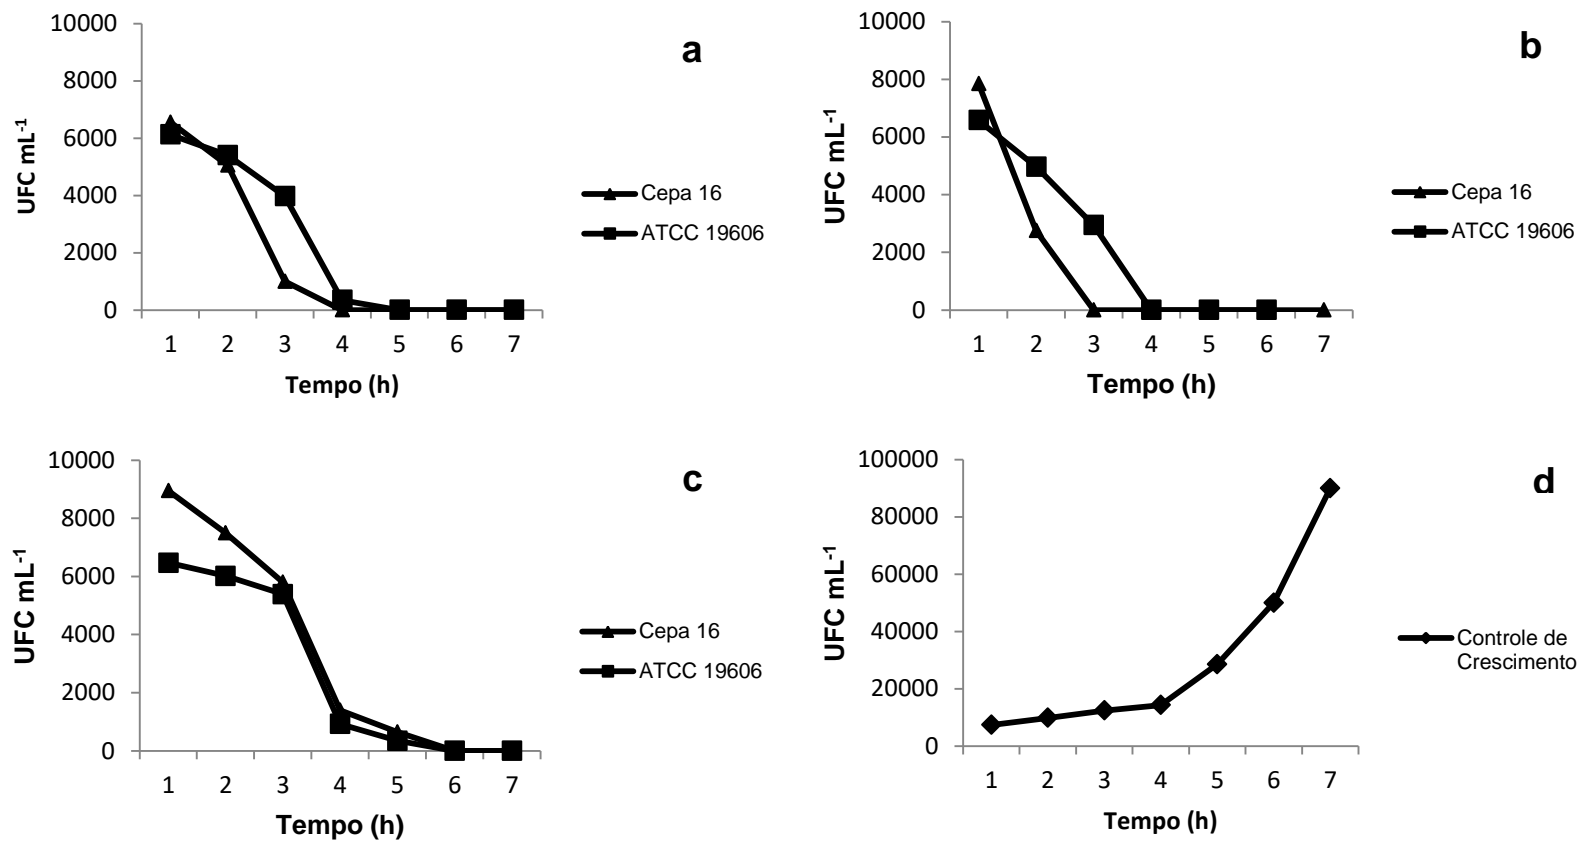 a
10000
8000
6000
4000
2000
0
UFC mL-1
1 2 3 4 5 6 7
Tempo (h)
Cepa 16
ATCC 19606
b
10000
8000
6000
4000
2000
0
UFC mL-1
1 2 3 4 5 6 7
Tempo (h)
Cepa 16
ATCC 19606
c
10000
8000
6000
4000
2000
0
UFC mL-1
1 2 3 4 5 6 7
Tempo (h)
Cepa 16
ATCC 19606
d
100000
80000
60000
40000
20000
0
UFC mL-1
1 2 3 4 5 6 7
Tempo (h)
Controle de
Crescimento